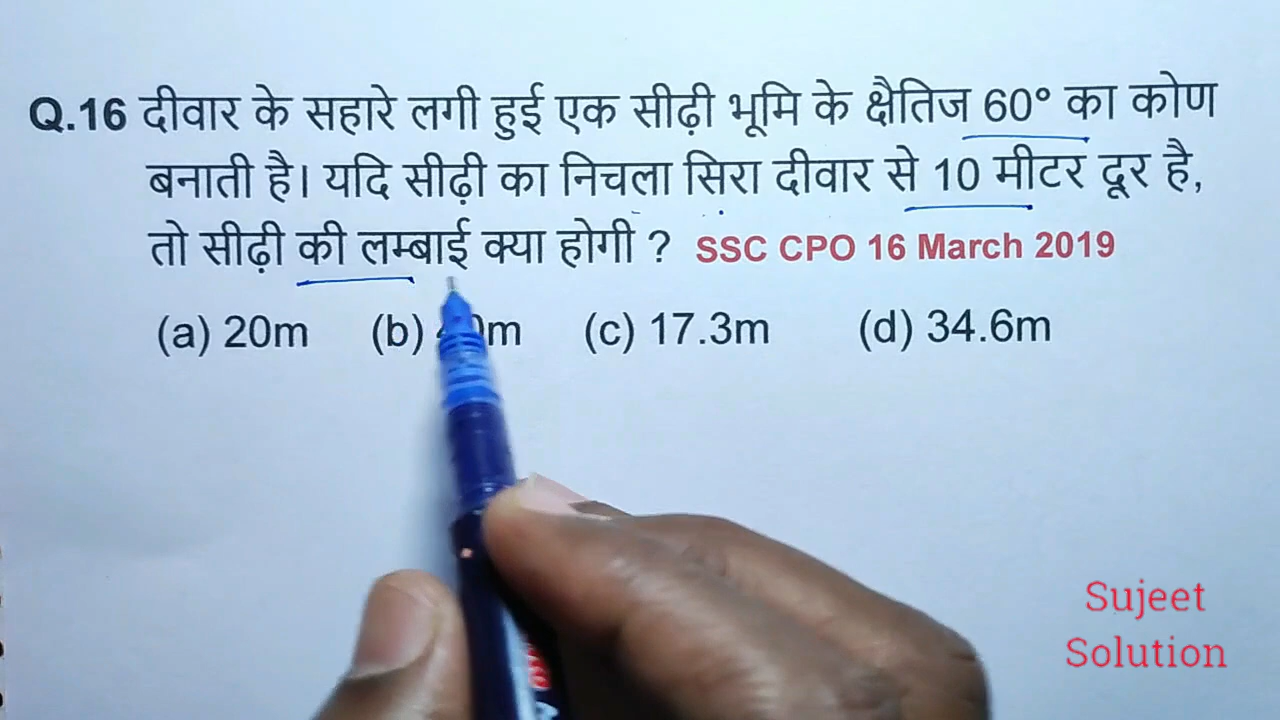 Q.16 दीवार के सहारे लगी हुई एक सीढ़ी भूमि के क्षैतिज 60° का कोण
बनाती है। यदि सीढ़ी का निचला सिरा दीवार से 10 मीटर दूर है,
तो सीढ़ी की लम्बाई क्या होगी ? SSC CPO 16 March 2019
(a) 20m (b) (c) 17.3m (d) 34.6m
Sujeet
Solution